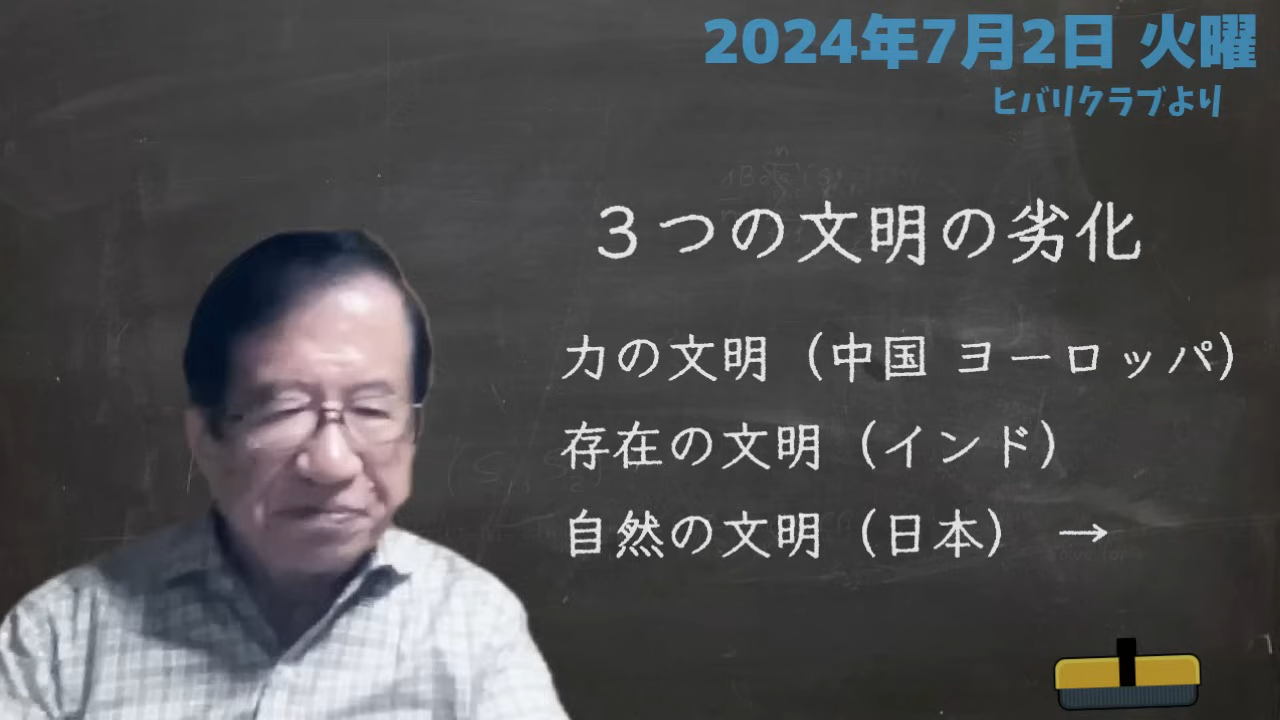 2024年7月2日 火曜
ヒバリクラブより
３つの文明の劣化
力の文明（中国 ヨーロッパ）
存在の文明（インド）
自然の文明（日本） →